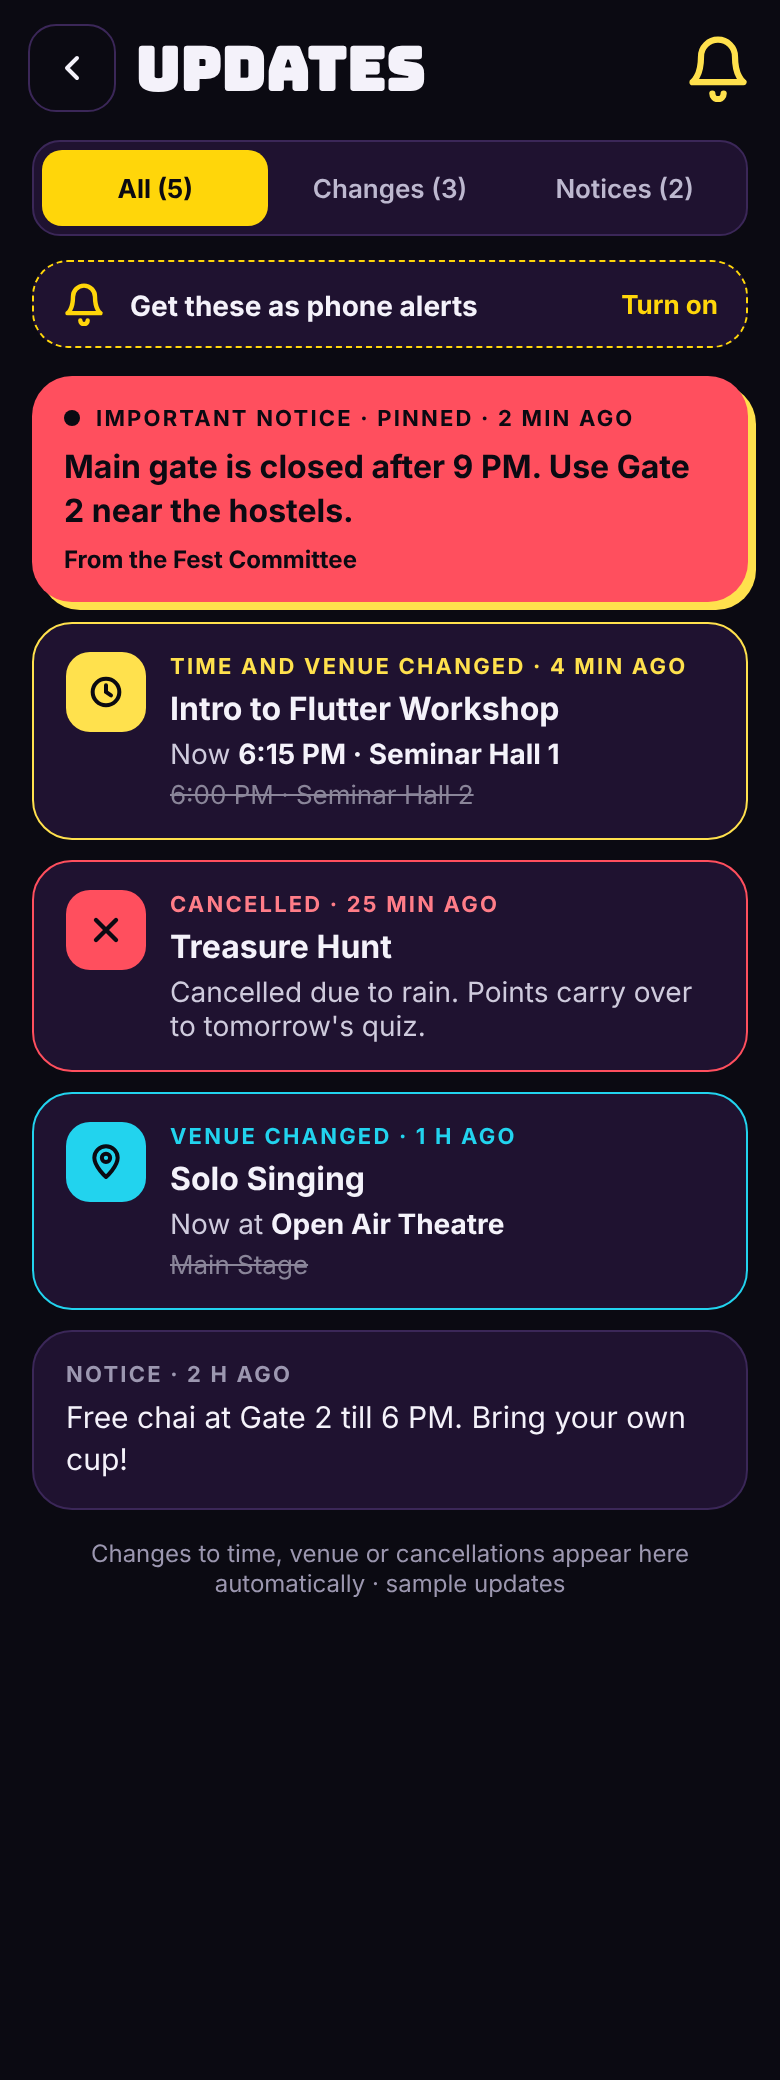 UPDATES
All (5)
Changes (3)
Notices (2)
Get these as phone alerts
Turn on
IMPORTANT NOTICE · PINNED · 2 MIN AGO
Main gate is closed after 9 PM. Use Gate
2 near the hostels.
From the Fest Committee
TIME AND VENUE CHANGED · 4 MIN AGO
Intro to Flutter Workshop
Now 6:15 PM · Seminar Hall 1
6:00 PM · Seminar Hall 2
CANCELLED · 25 MIN AGO
Treasure Hunt
Cancelled due to rain. Points carry over
to tomorrow's quiz.
VENUE CHANGED · 1 H AGO
Solo Singing
Now at Open Air Theatre
Main Stage
NOTICE · 2 H AGO
Free chai at Gate 2 till 6 PM. Bring your own
cup!
Changes to time, venue or cancellations appear here
automatically · sample updates